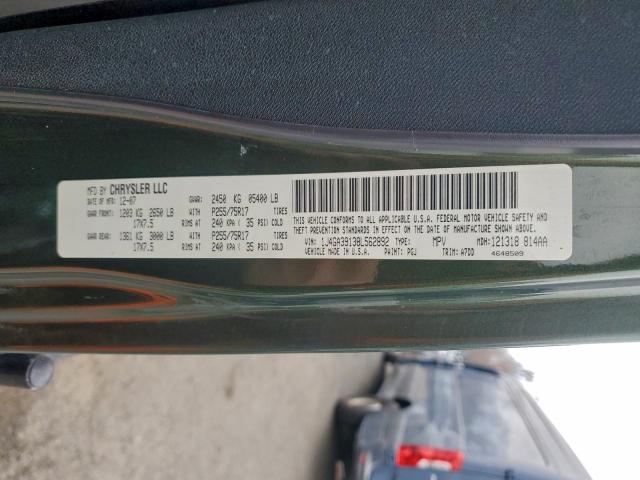 MFD BY CHRYSLER LLC
DATE OF MFR 12-07 GVWR: 2450 KG 05400 LB
GAWR FRONT: 1293 KG 2850 LB WITH P255/75R17 TIRES
17X7.5 RIMS AT 240 KPA ( 35 PSI) COLD
GAWR REAR: 1361 KG 3000 LB WITH P255/75R17 TIRES
17X7.5 RIMS AT 240 KPA ( 35 PSI) COLD
THIS VEHICLE CONFORMS TO ALL APPLICABLE U.S.A. FEDERAL MOTOR VEHICLE SAFETY AND
THEFT PREVENTION STANDARDS IN EFFECT ON THE DATE OF MANUFACTURE SHOWN ABOVE.
VIN: 1J4GA39138L562892 TYPE: MPV MDH:121318 814AA
VEHICLE MADE IN U.S.A. PAINT: PGJ TRIM: A7DD 4648509